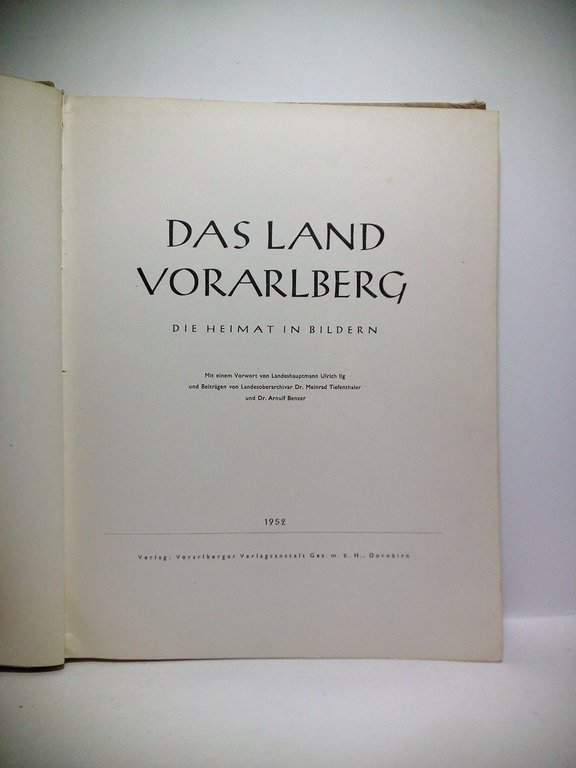 DAS LAND
VORARLBERG
DIE HEIMAT IN BILDERN
Mit einem Vorwort von Landeshauptmann Ulrich Ilg
und Beiträgen von Landesoberarchivar Dr. Meinrad Tiefenthaler
und Dr. Arnulf Benzer
1952
Verlag: Vorarlberger Verlagsanstalt Ges. m. b. H., Dornbirn